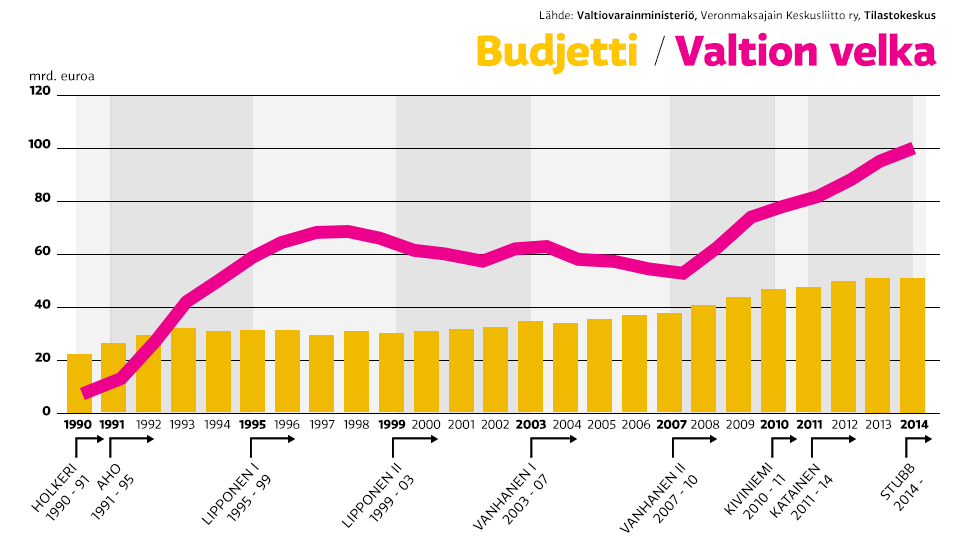 Lähde: Valtiovarainministeriö, Veronmaksajain Keskusliitto ry, Tilastokeskus
Budjetti / Valtion velka
mrd. euroa
120
100
80
60
40
20
0
1990 1991 1992 1993 1994 1995 1996 1997 1998 1999 2000 2001 2002 2003 2004 2005 2006 2007 2008 2009 2010 2011 2012 2013 2014
HOLKERI
1990 - 91
AHO
1991 - 95
LIPPONEN I
1995 - 99
LIPPONEN II
1999 - 03
VANHANEN I
2003 - 07
VANHANEN II
2007 - 10
KIVINIEMI
2010 - 11
KATAINEN
2011 - 14
STUBB
2014 -